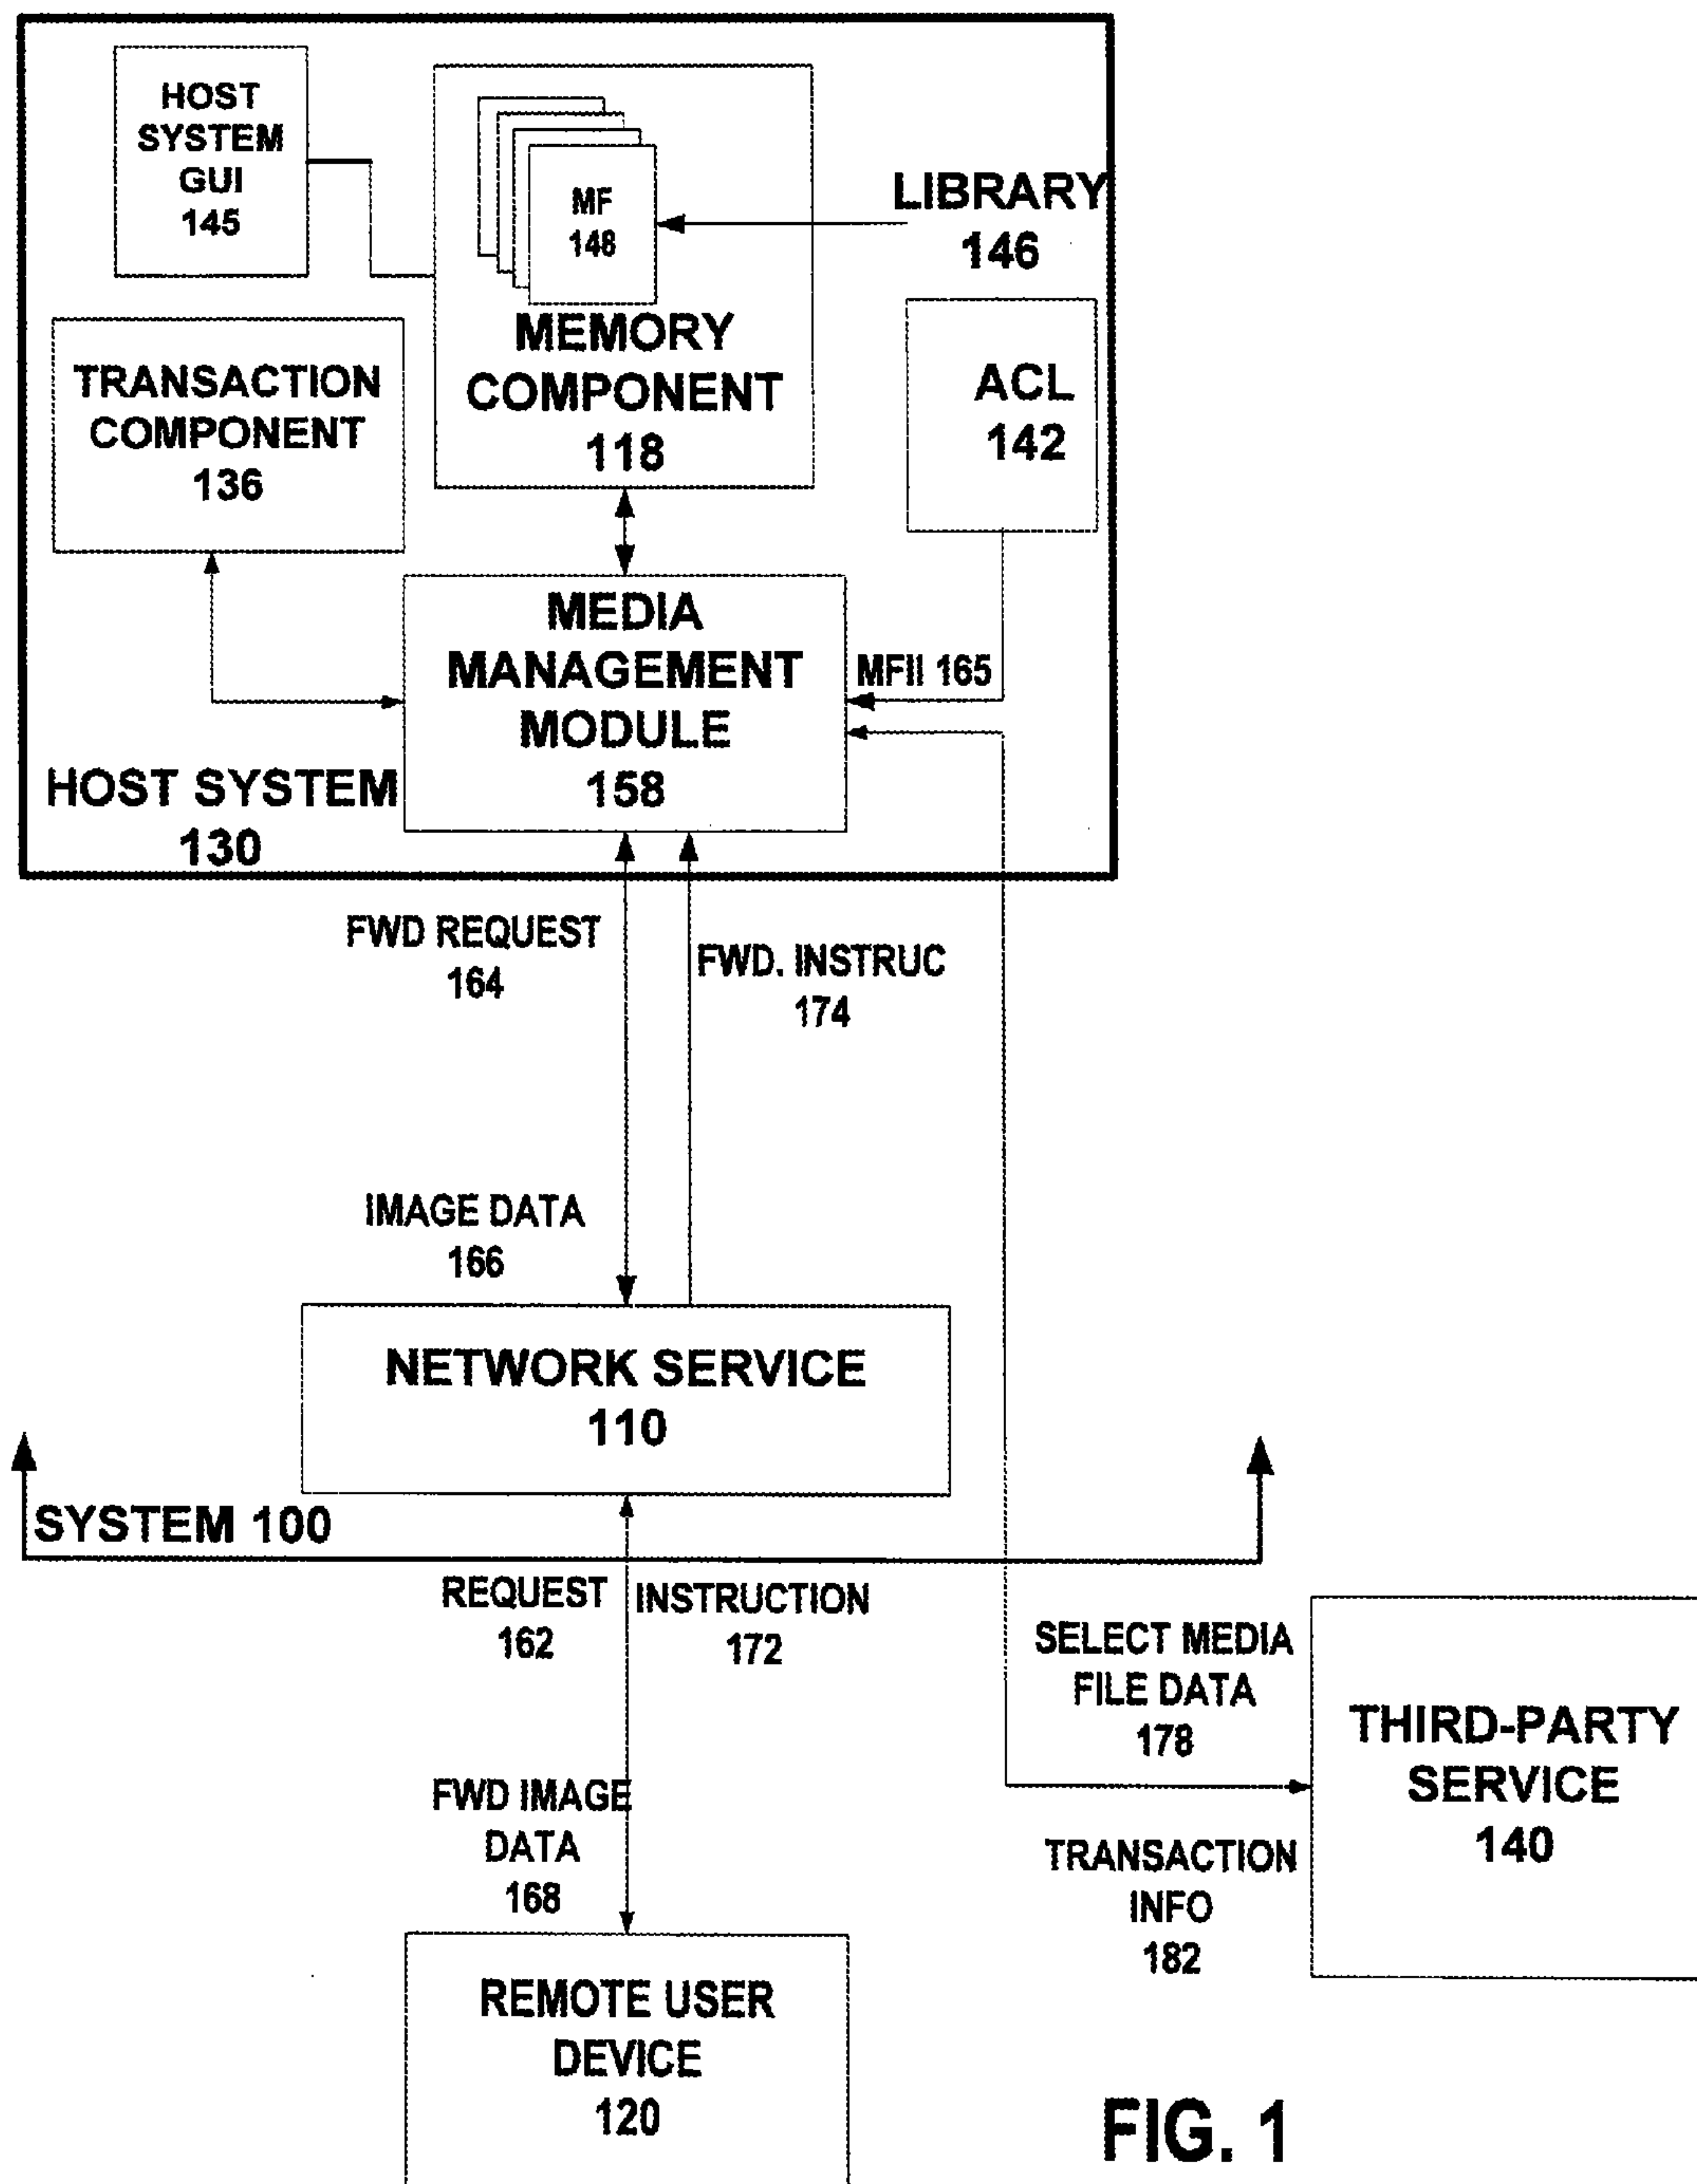 HOST
SYSTEM
GUI
145
MF
148
LIBRARY
146
MEMORY
COMPONENT
118
TRANSACTION
COMPONENT
136
ACL
142
MEDIA
MANAGEMENT
MODULE
158
MFII 165
HOST SYSTEM
130
FWD REQUEST
164
FWD. INSTRUC
174
IMAGE DATA
166
NETWORK SERVICE
110
SYSTEM 100
REQUEST
162
INSTRUCTION
172
SELECT MEDIA
FILE DATA
178
THIRD-PARTY
SERVICE
140
FWD IMAGE
DATA
168
TRANSACTION
INFO
182
REMOTE USER
DEVICE
120
FIG. 1